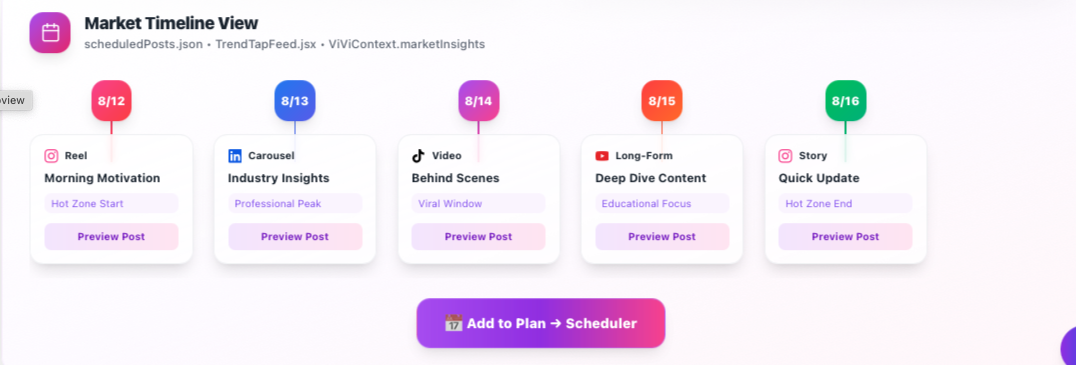 Market Timeline View
scheduledPosts.json • TrendTapFeed.jsx • ViViContext.marketInsights
view
8/12
8/13
8/14
8/15
8/16
Reel
Morning Motivation
Hot Zone Start
Preview Post
Carousel
Industry Insights
Professional Peak
Preview Post
Video
Behind Scenes
Viral Window
Preview Post
Long-Form
Deep Dive Content
Educational Focus
Preview Post
Story
Quick Update
Hot Zone End
Preview Post
Add to Plan → Scheduler